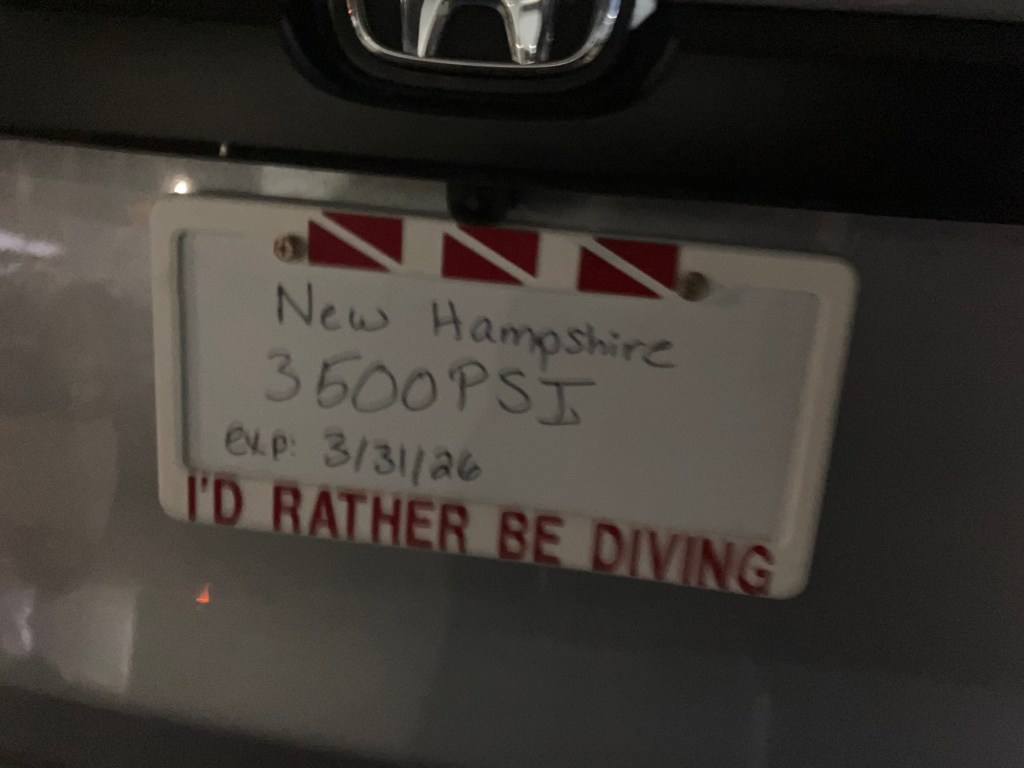 New Hampshire
3500PSI
exp: 3/31/26
I'D RATHER BE DIVING